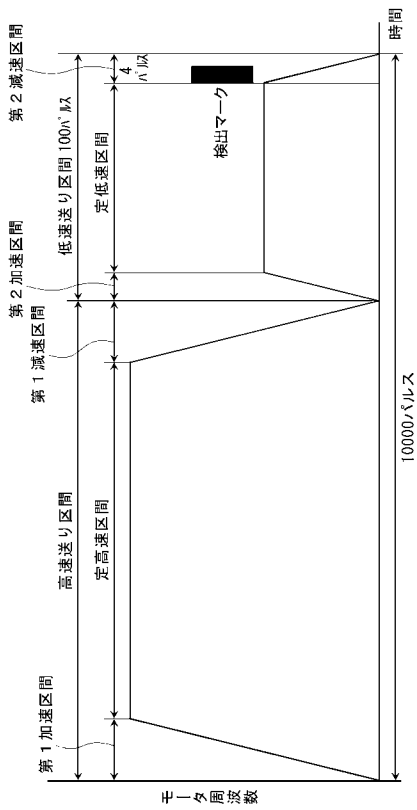 第1加速区間
第1減速区間
第2加速区間
第2減速区間
高速送り区間
低速送り区間 100パルス
定高速区間
定低速区間
4パルス
検出マーク
モータ周波数
時間
10000パルス